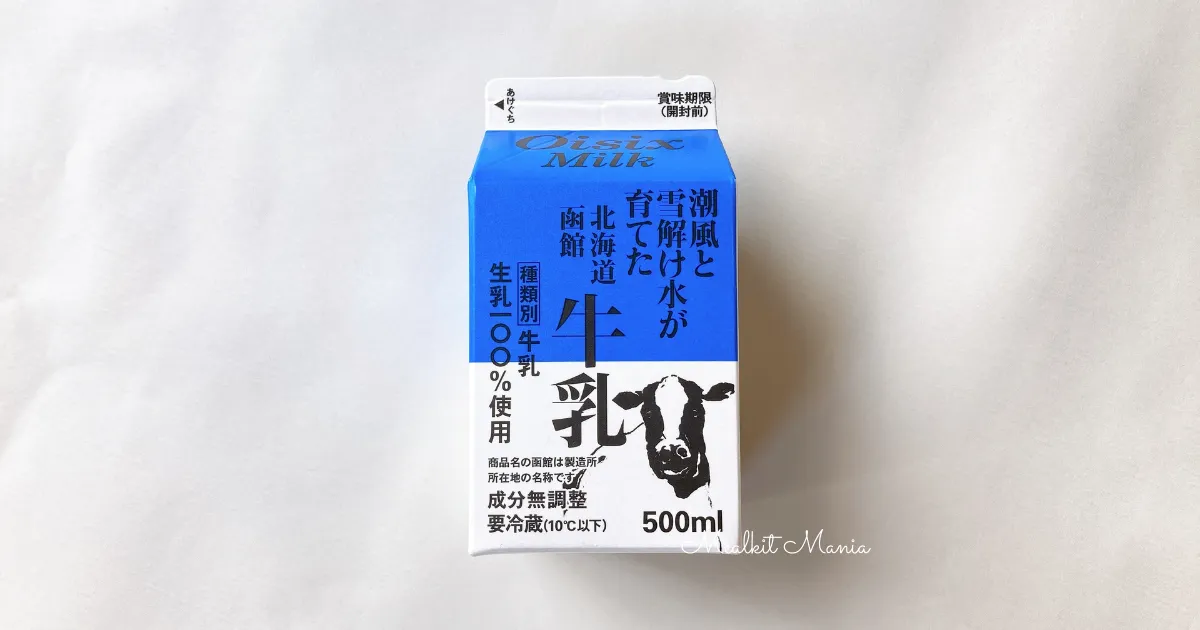 あけぐち
賞味期限
(開封前)
Oisix
Milk
潮風と
雪解け水が
育てた
北海道
函館
牛乳
種類別 牛乳
生乳一〇〇%使用
商品名の函館は製造所
所在地の名称です
成分無調整
要冷蔵(10℃以下)
500ml
Mealkit Mania